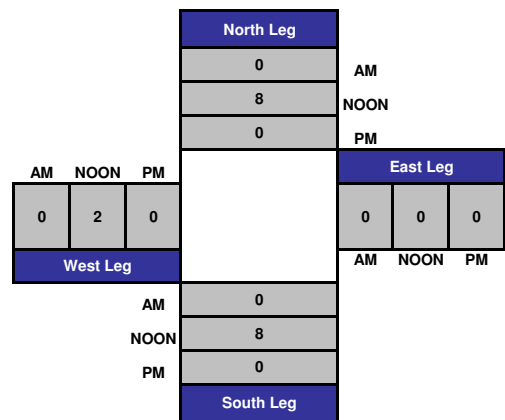 North Leg
0 AM
8 NOON
0 PM
AM NOON PM
East Leg
0 2 0
0 0 0
West Leg
AM NOON PM
AM 0
NOON 8
PM 0
South Leg